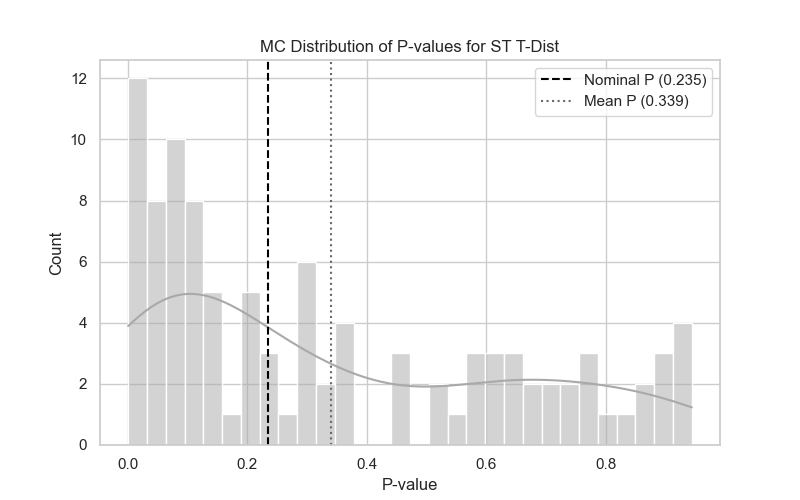 MC Distribution of P-values for ST T-Dist
Nominal P (0.235)
Mean P (0.339)
Count
12
10
8
6
4
2
0
0.0 0.2 0.4 0.6 0.8
P-value